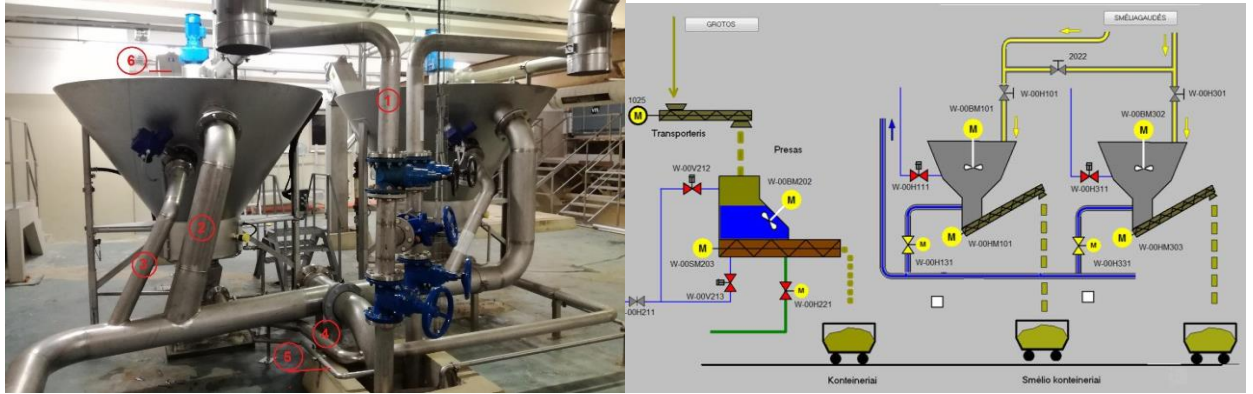 6
1
2
3
4
5
GROTOS
SMĖLIAGAUDĖS
2022
W-00H101
W-00H301
1025
M
Transporteris
W-00BM101
M
W-00BM302
M
Presas
W-00V212
W-00BM202
M
W-00H111
W-00H311
M
W-00SM203
M
W-00HM101
M
W-00HM303
M
W-00H131
M
W-00H331
W-00V213
M
W-00H221
-00H211
Konteineriai
Smėlio konteineriai